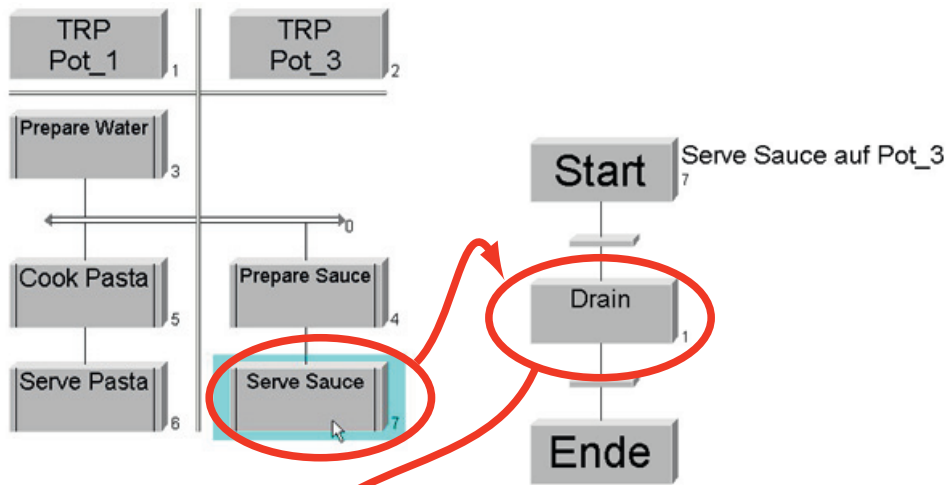 TRP
Pot_1
1
TRP
Pot_3
2
Prepare Water
3
0
Cook Pasta
5
Prepare Sauce
4
Serve Pasta
6
Serve Sauce
7
Start
Serve Sauce auf Pot_3
7
Drain
1
Ende